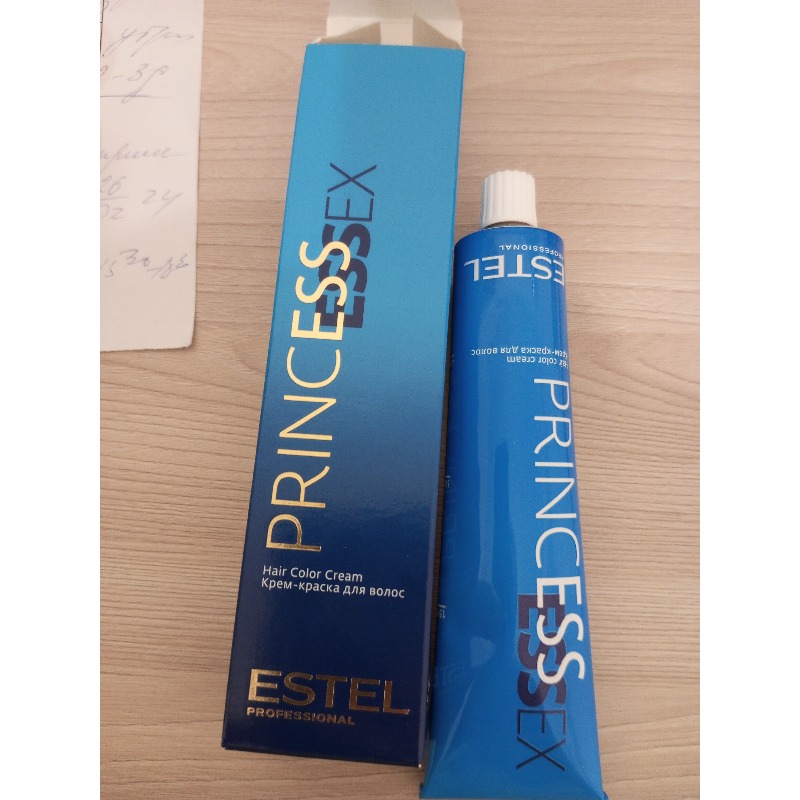 PRINCESS
ESSEX
Hair Color Cream
Крем-краска для волос
ESTEL
PROFESSIONAL
ESTEL
PROFESSIONAL
Hair color cream
Крем-краска для волос
PRINCESS
ESSEX
24